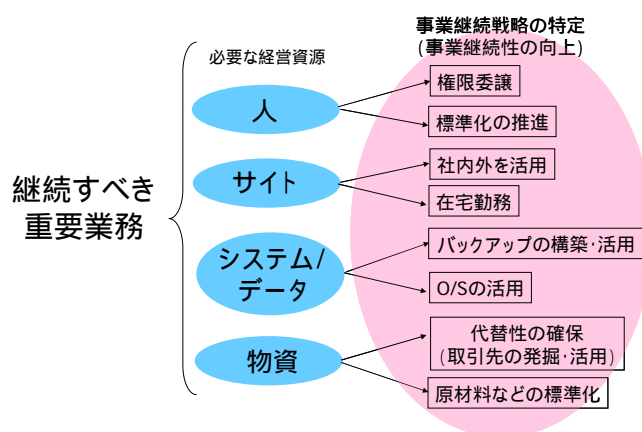 事業継続戦略の特定
(事業継続性の向上)
必要な経営資源
継続すべき
重要業務
人
権限委譲
標準化の推進
サイト
社内外を活用
在宅勤務
システム/
データ
バックアップの構築・活用
O/Sの活用
物資
代替性の確保
(取引先の発掘・活用)
原材料などの標準化